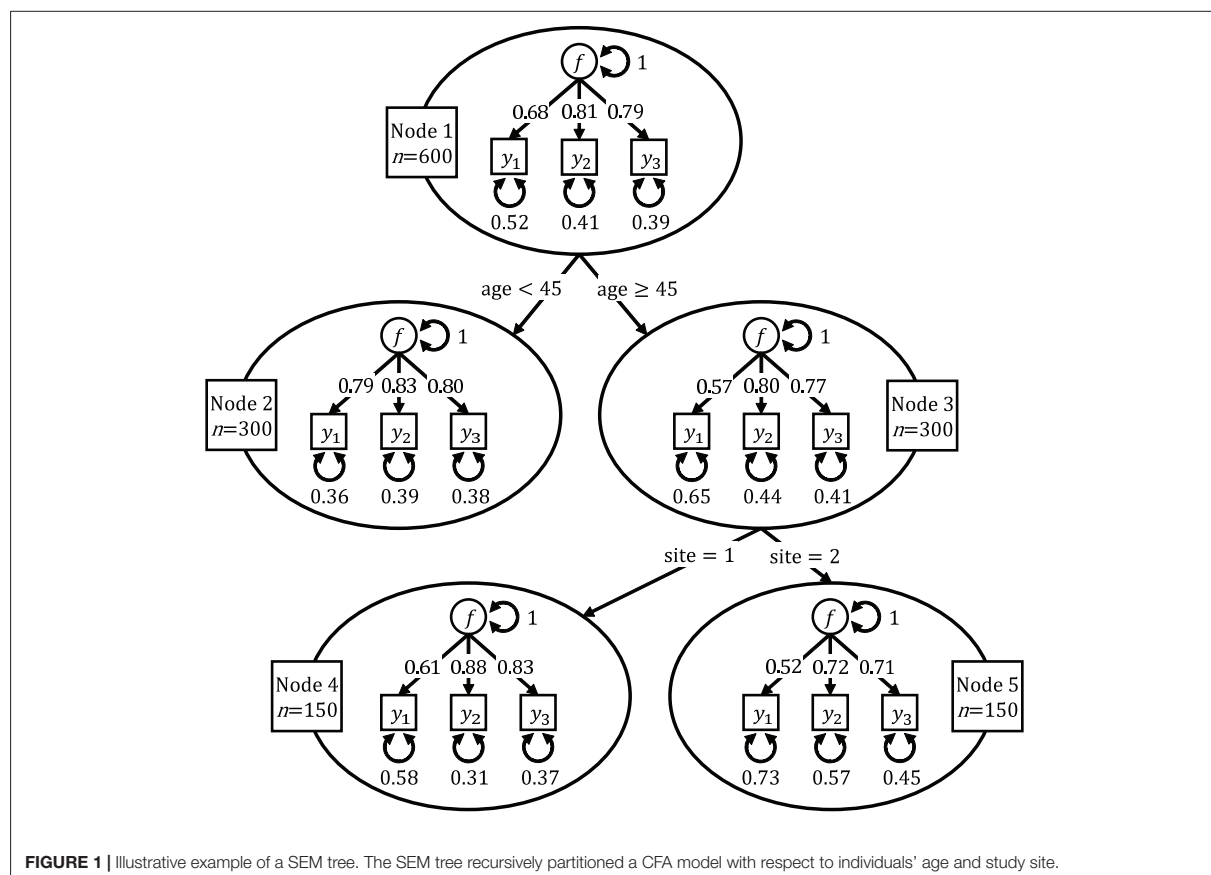 f 1
0.68 0.81 0.79
Node 1
n=600
y1 y2 y3
0.52 0.41 0.39
age < 45 age ≥ 45
f 1
0.79 0.83 0.80
Node 2
n=300
y1 y2 y3
0.36 0.39 0.38
f 1
0.57 0.80 0.77
Node 3
n=300
y1 y2 y3
0.65 0.44 0.41
site = 1 site = 2
f 1
0.61 0.88 0.83
Node 4
n=150
y1 y2 y3
0.58 0.31 0.37
f 1
0.52 0.72 0.71
Node 5
n=150
y1 y2 y3
0.73 0.57 0.45
FIGURE 1 | Illustrative example of a SEM tree. The SEM tree recursively partitioned a CFA model with respect to individuals’ age and study site.